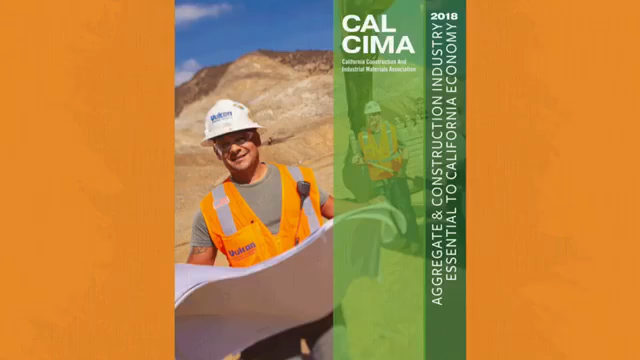 CAL
CIMA
California Construction And
Industrial Materials Association
2018
AGGREGATE & CONSTRUCTION INDUSTRY
ESSENTIAL TO CALIFORNIA ECONOMY
Vulcan
Vulcan